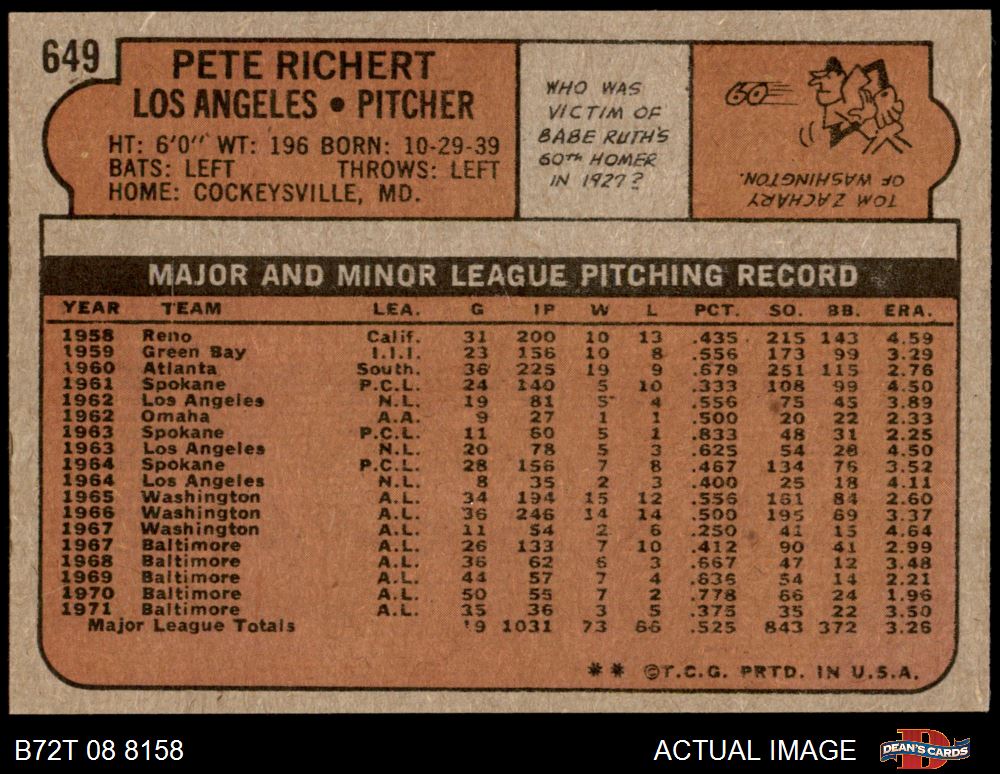 649
PETE RICHERT
LOS ANGELES • PITCHER
HT: 6'0" WT: 196 BORN: 10-29-39
BATS: LEFT THROWS: LEFT
HOME: COCKEYSVILLE, MD.
WHO WAS
VICTIM OF
BABE RUTH'S
60TH HOMER
IN 1927?
60
TOM ZACHARY
OF WASHINGTON.
MAJOR AND MINOR LEAGUE PITCHING RECORD
YEAR TEAM LEA. G IP W L PCT. SO. BB. ERA.
1958 Reno Calif. 31 200 10 13 .435 215 143 4.59
1959 Green Bay I.I.I. 23 156 10 8 .556 173 99 3.29
1960 Atlanta South. 36 225 19 9 .679 251 115 2.76
1961 Spokane P.C.L. 24 140 5 10 .333 108 99 4.50
1962 Los Angeles N.L. 19 81 5 4 .556 75 45 3.89
1962 Omaha A.A. 9 27 1 1 .500 20 22 2.33
1963 Spokane P.C.L. 11 60 5 1 .833 48 31 2.25
1963 Los Angeles N.L. 20 78 5 3 .625 54 28 4.50
1964 Spokane P.C.L. 28 156 7 8 .467 134 76 3.52
1964 Los Angeles N.L. 8 35 2 3 .400 25 18 4.11
1965 Washington A.L. 34 194 15 12 .556 161 84 2.60
1966 Washington A.L. 36 246 14 14 .500 195 69 3.37
1967 Washington A.L. 11 54 2 6 .250 41 15 4.64
1967 Baltimore A.L. 26 133 7 10 .412 90 41 2.99
1968 Baltimore A.L. 36 62 6 3 .667 47 12 3.48
1969 Baltimore A.L. 44 57 7 4 .636 54 14 2.21
1970 Baltimore A.L. 50 55 7 2 .778 66 24 1.96
1971 Baltimore A.L. 35 36 3 5 .375 35 22 3.50
Major League Totals 1031 73 66 .525 843 372 3.26
** ©T.C.G. PRTD. IN U.S.A.
B72T 08 8158
ACTUAL IMAGE
DEAN'S CARDS